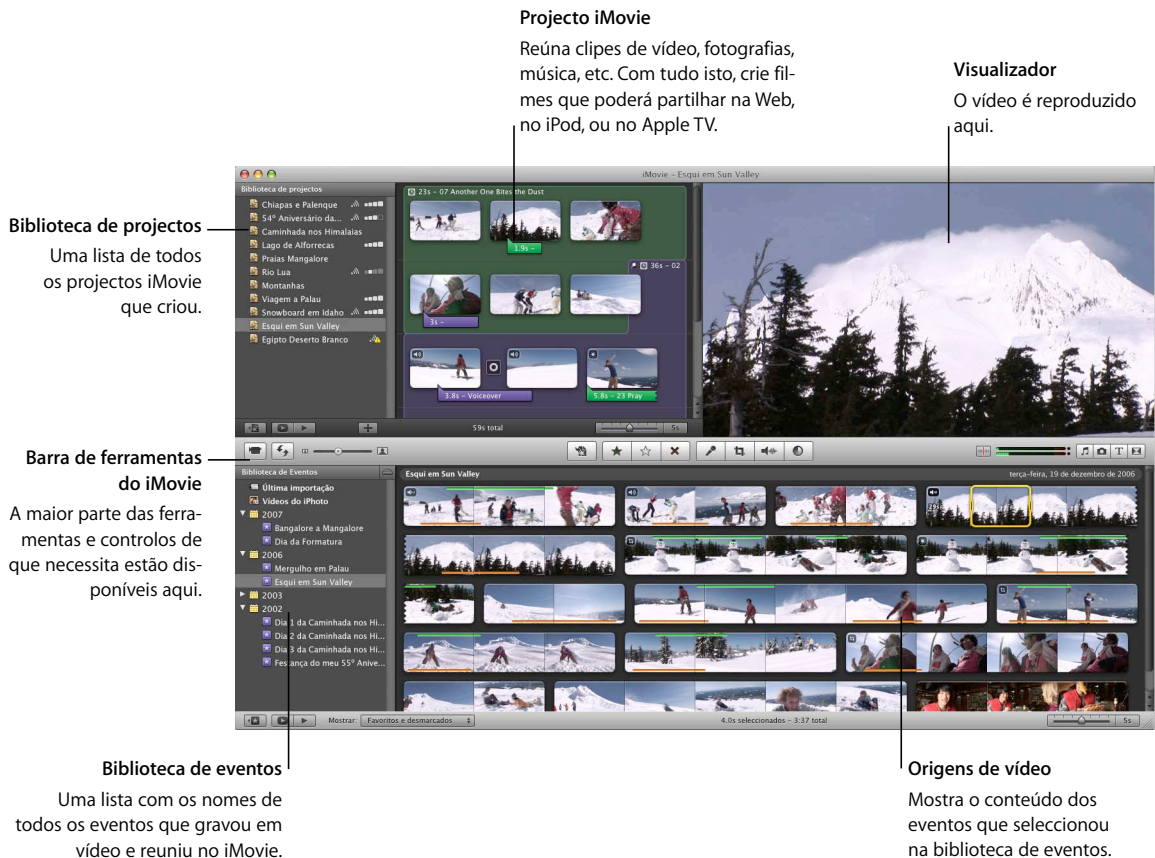 Projecto iMovie
Reúna clipes de vídeo, fotografias,
música, etc. Com tudo isto, crie fil-
mes que poderá partilhar na Web,
no iPod, ou no Apple TV.
Visualizador
O vídeo é reproduzido
aqui.
Biblioteca de projectos
Uma lista de todos
os projectos iMovie
que criou.
Barra de ferramentas
do iMovie
A maior parte das ferra-
mentas e controlos de
que necessita estão dis-
poníveis aqui.
iMovie – Esqui em Sun Valley
Biblioteca de projectos
Chiapas e Palenque
54º Aniversário da...
Caminhada nos Himalaias
Lago de Alforrecas
Praias Mangalore
Rio Lua
Montanhas
Viagem a Palau
Snowboard em Idaho
Esqui em Sun Valley
Egipto Deserto Branco
23s – 07 Another One Bites the Dust
1.9s –
36s – 02
3s –
3.8s – Voiceover
5.8s – 23 Pray
59s total
5s
T
Biblioteca de Eventos
Última importação
Vídeos do iPhoto
2007
Bangalore a Mangalore
Dia da Formatura
2006
Mergulho em Palau
Esqui em Sun Valley
2003
2002
Dia 1 da Caminhada nos Hi...
Dia 2 da Caminhada nos Hi...
Dia 3 da Caminhada nos Hi...
Festança do meu 55º Anive...
Esqui em Sun Valley
terça-feira, 19 de dezembro de 2006
Mostrar: Favoritos e desmarcados
4.0s seleccionados – 3:37 total
5s
Biblioteca de eventos
Uma lista com os nomes de
todos os eventos que gravou em
vídeo e reuniu no iMovie.
Origens de vídeo
Mostra o conteúdo dos
eventos que seleccionou
na biblioteca de eventos.